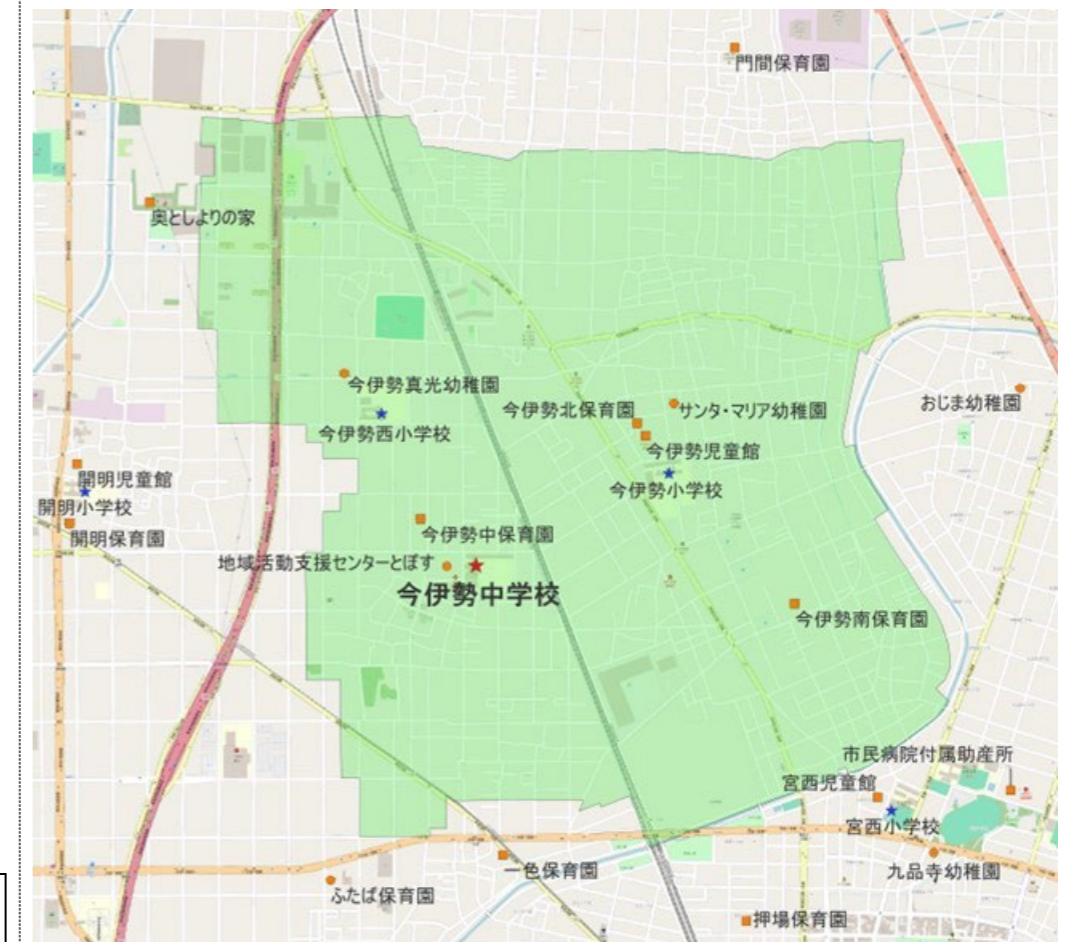 門間保育園
奥としよりの家
今伊勢真光幼稚園
今伊勢西小学校
今伊勢北保育園
サンタ・マリア幼稚園
おじま幼稚園
今伊勢児童館
今伊勢小学校
開明児童館
開明小学校
開明保育園
今伊勢中保育園
地域活動支援センターとぽす
今伊勢中学校
今伊勢南保育園
市民病院付属助産所
宮西児童館
宮西小学校
一色保育園
九品寺幼稚園
ふたば保育園
押場保育園